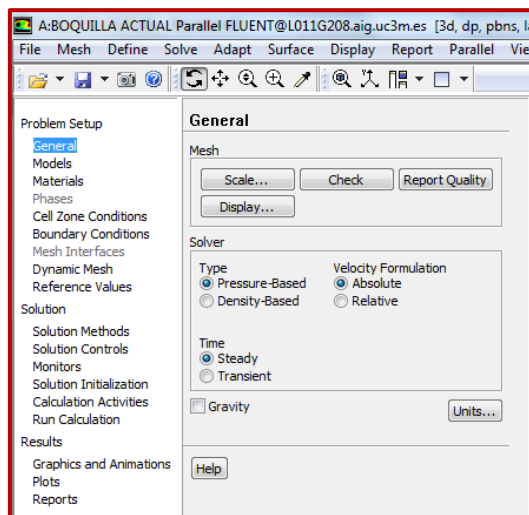 A:BOQUILLA ACTUAL Parallel FLUENT@L011G208.aig.uc3m.es [3d, dp, pbns,
File Mesh Define Solve Adapt Surface Display Report Parallel
Problem Setup
General
Models
Materials
Phases
Cell Zone Conditions
Boundary Conditions
Mesh Interfaces
Dynamic Mesh
Reference Values
Solution
Solution Methods
Solution Controls
Monitors
Solution Initialization
Calculation Activities
Run Calculation
Results
Graphics and Animations
Plots
Reports
General
Mesh
Scale... Check Report Quality
Display...
Solver
Type Velocity Formulation
Pressure-Based Absolute
Density-Based Relative
Time
Steady
Transient
Gravity Units...
Help